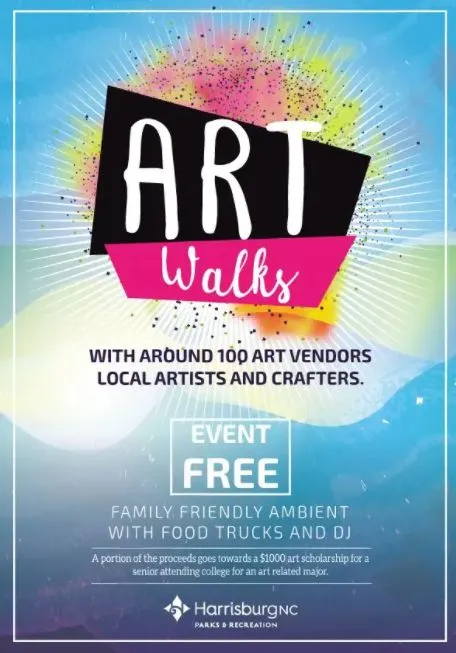 ART
Walks
WITH AROUND 100 ART VENDORS
LOCAL ARTISTS AND CRAFTERS.
EVENT
FREE
FAMILY FRIENDLY AMBIENT
WITH FOOD TRUCKS AND DJ
A portion of the proceeds goes towards a $1000 art scholarship for a
senior attending college for an art related major.
HarrisburgNC
PARKS & RECREATION